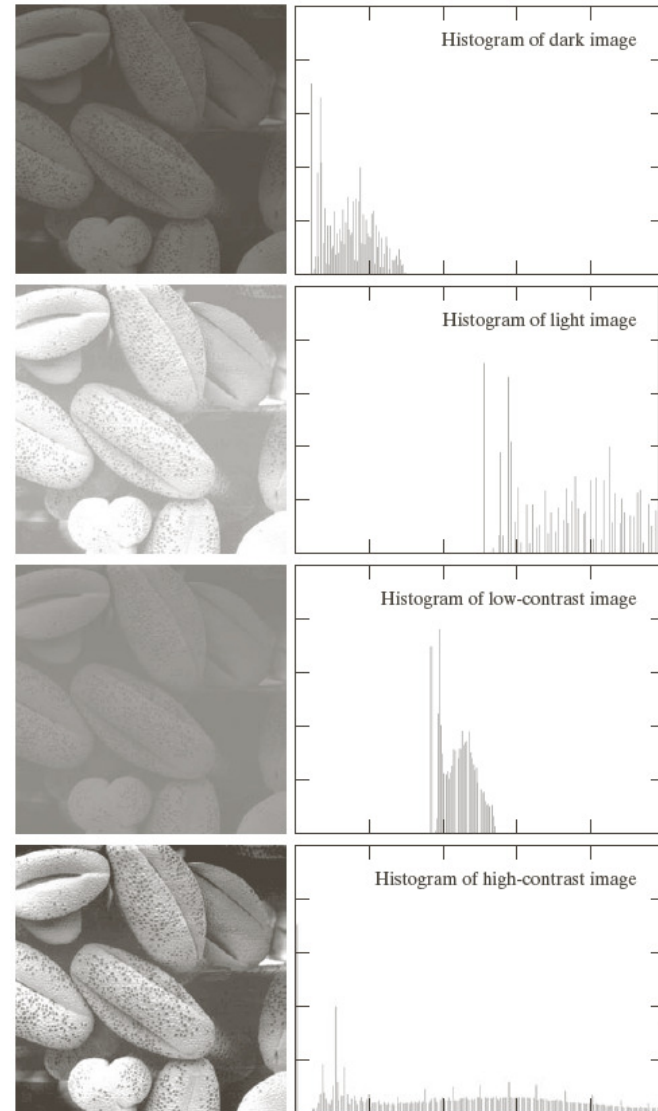 Histogram of dark image
Histogram of light image
Histogram of low-contrast image
Histogram of high-contrast image